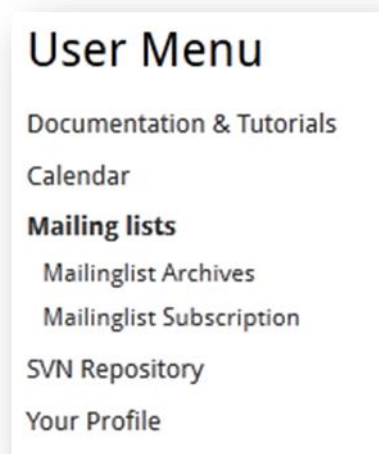 User Menu
Documentation & Tutorials
Calendar
Mailing lists
Mailinglist Archives
Mailinglist Subscription
SVN Repository
Your Profile